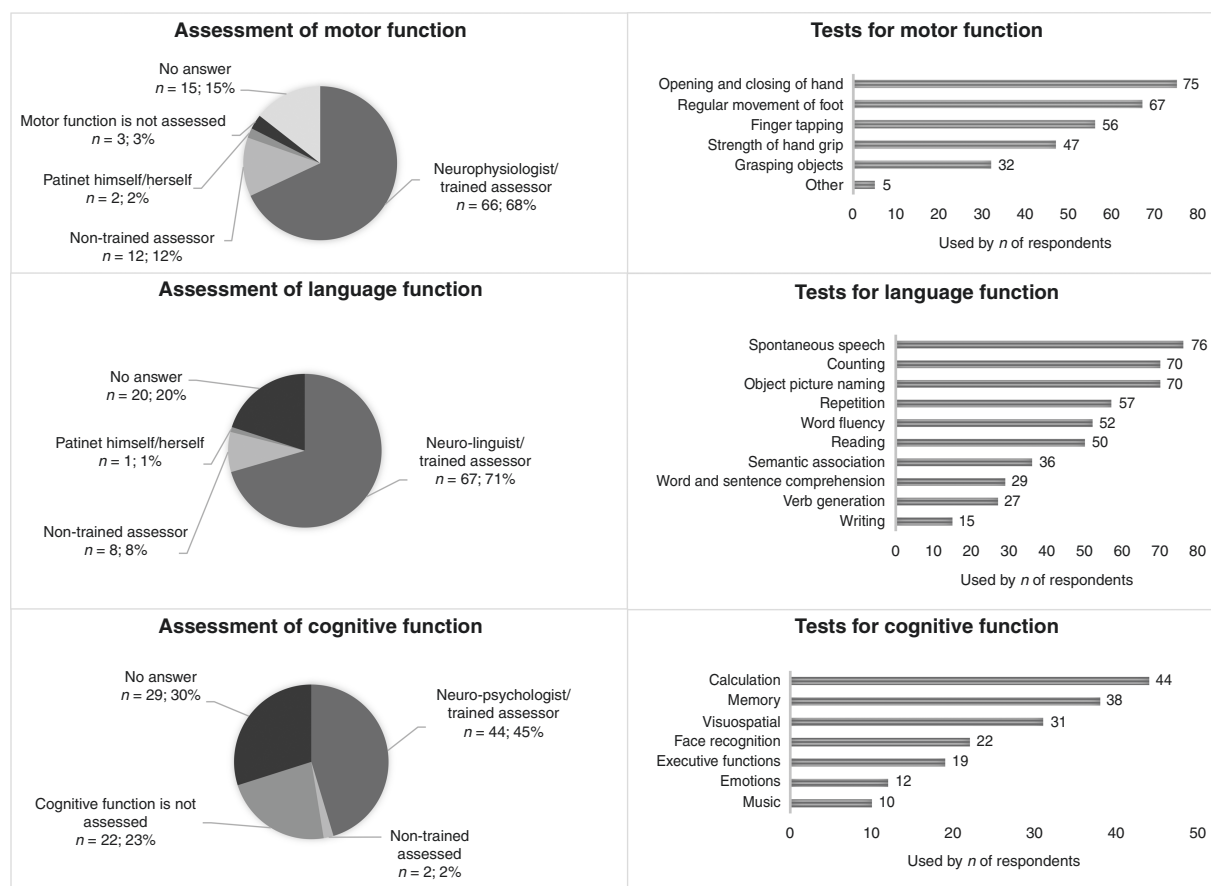 Assessment of motor function
No answer
n = 15; 15%
Motor function is not assessed
n = 3; 3%
Patinet himself/herself
n = 2; 2%
Non-trained assessor
n = 12; 12%
Neurophysiologist/
trained assessor
n = 66; 68%
Tests for motor function
Opening and closing of hand 75
Regular movement of foot 67
Finger tapping 56
Strength of hand grip 47
Grasping objects 32
Other 5
0 10 20 30 40 50 60 70 80
Used by n of respondents
Assessment of language function
No answer
n = 20; 20%
Patinet himself/herself
n = 1; 1%
Non-trained assessor
n = 8; 8%
Neuro-linguist/
trained assessor
n = 67; 71%
Tests for language function
Spontaneous speech 76
Counting 70
Object picture naming 70
Repetition 57
Word fluency 52
Reading 50
Semantic association 36
Word and sentence comprehension 29
Verb generation 27
Writing 15
0 10 20 30 40 50 60 70 80
Used by n of respondents
Assessment of cognitive function
No answer
n = 29; 30%
Neuro-psychologist/
trained assessor
n = 44; 45%
Cognitive function is not
assessed
n = 22; 23%
Non-trained
assessed
n = 2; 2%
Tests for cognitive function
Calculation 44
Memory 38
Visuospatial 31
Face recognition 22
Executive functions 19
Emotions 12
Music 10
0 10 20 30 40 50
Used by n of respondents